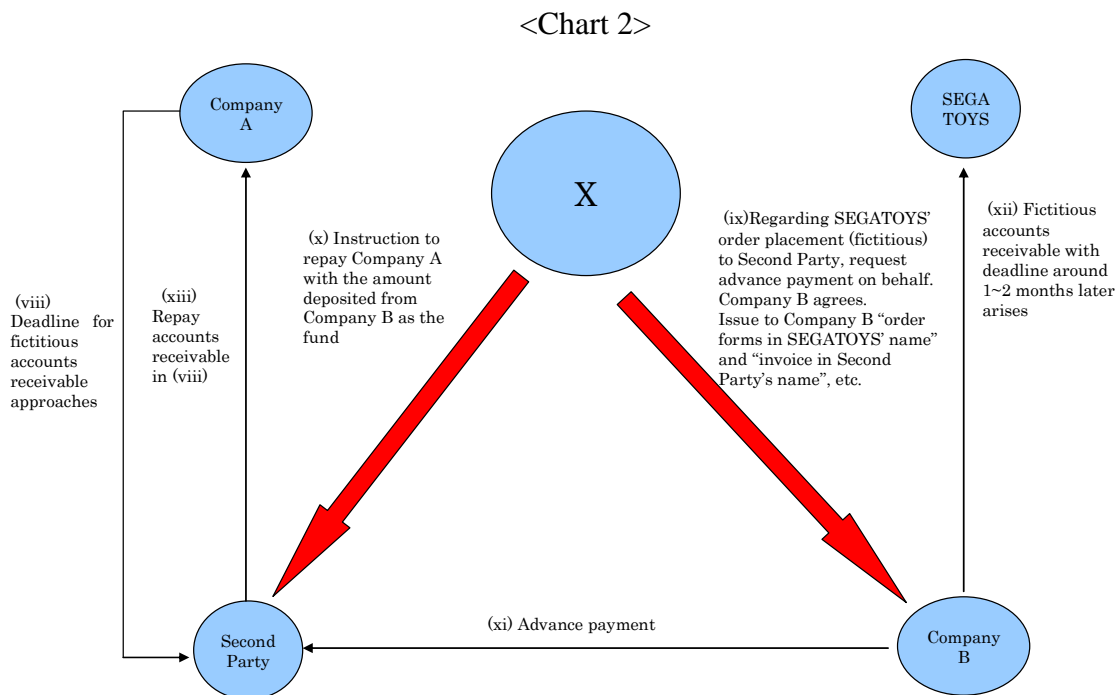 <Chart 2>
Company
A
SEGA
TOYS
X
(x) Instruction to
repay Company A
with the amount
deposited from
Company B as the
fund
(ix)Regarding SEGATOYS'
order placement (fictitious)
to Second Party, request
advance payment on behalf.
Company B agrees.
Issue to Company B “order
forms in SEGATOYS' name”
and “invoice in Second
Party's name”, etc.
(xii) Fictitious
accounts
receivable with
deadline around
1~2 months later
arises
(viii)
Deadline for
fictitious
accounts
receivable
approaches
(xiii)
Repay
accounts
receivable
in (viii)
(xi) Advance payment
Second
Party
Company
B